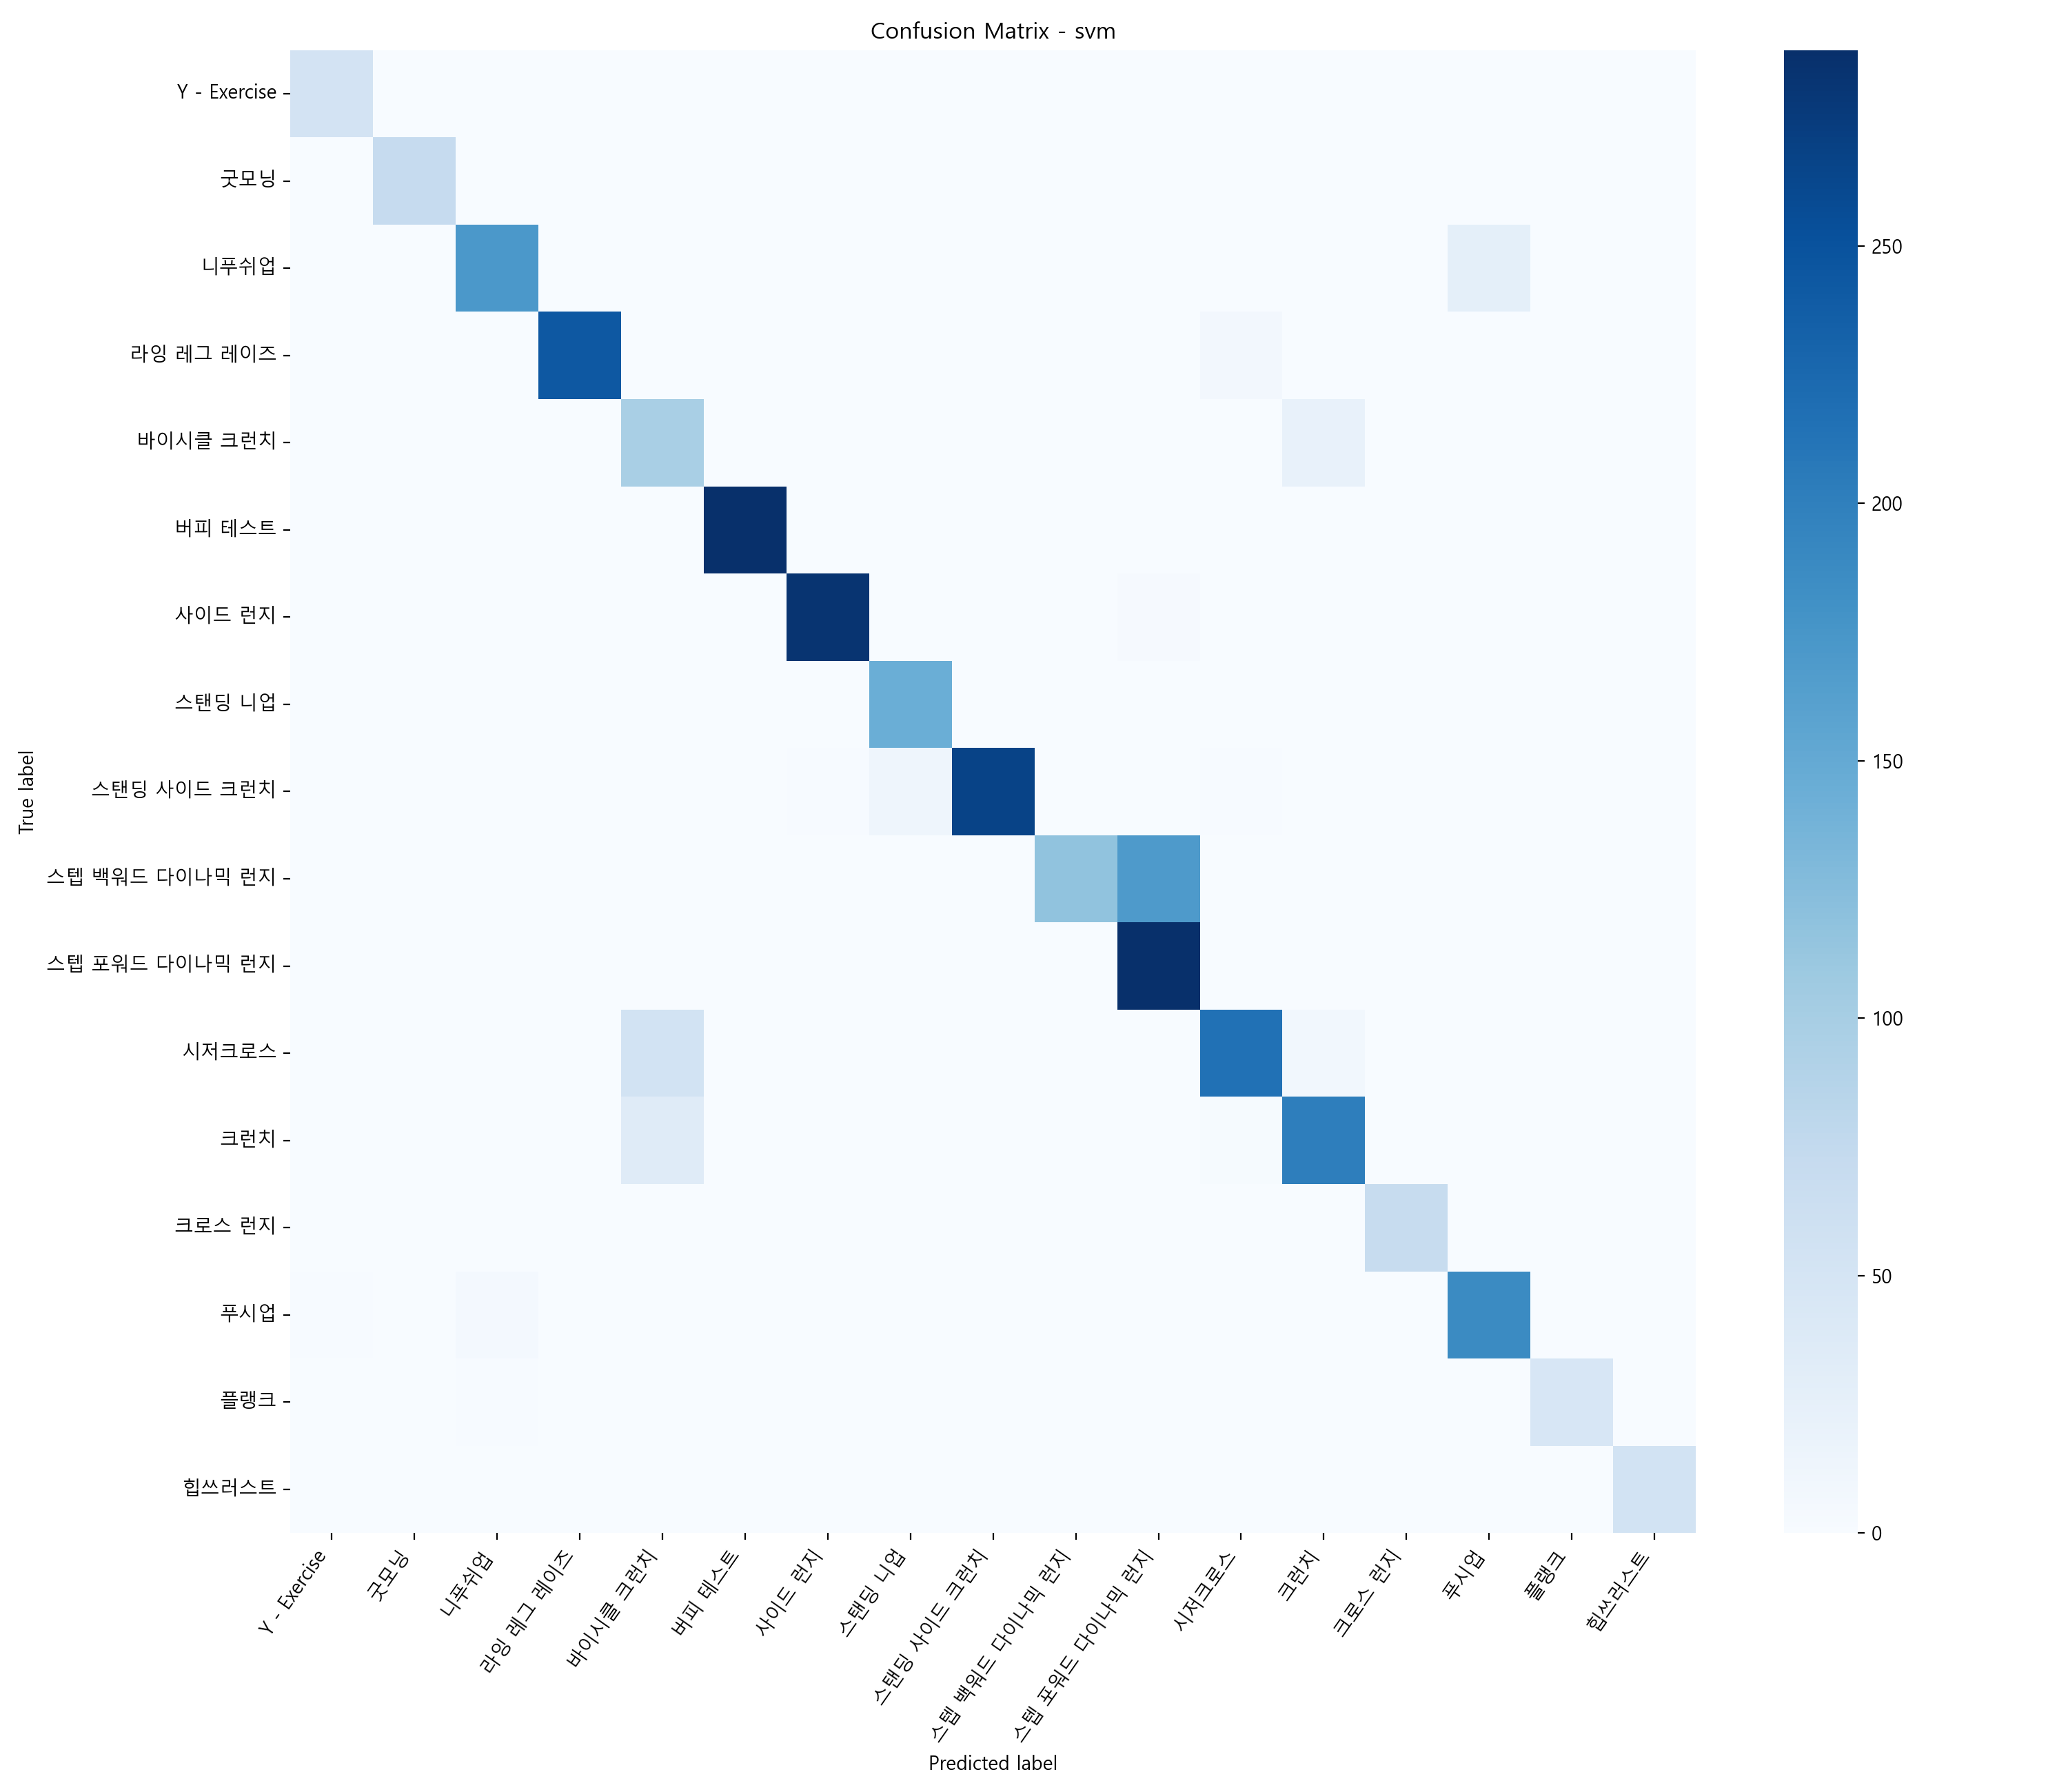 Confusion Matrix - svm
True label
Y - Exercise
굿모닝
니푸쉬업
라잉 레그 레이즈
바이시클 크런치
버피 테스트
사이드 런지
스탠딩 니업
스탠딩 사이드 크런치
스텝 백워드 다이나믹 런지
스텝 포워드 다이나믹 런지
시저크로스
크런치
크로스 런지
푸시업
플랭크
힙쓰러스트
Y - Exercise
굿모닝
니푸쉬업
라잉 레그 레이즈
바이시클 크런치
버피 테스트
사이드 런지
스탠딩 니업
스탠딩 사이드 크런치
스텝 백워드 다이나믹 런지
스텝 포워드 다이나믹 런지
시저크로스
크런치
크로스 런지
푸시업
플랭크
힙쓰러스트
Predicted label
250
200
150
100
50
0